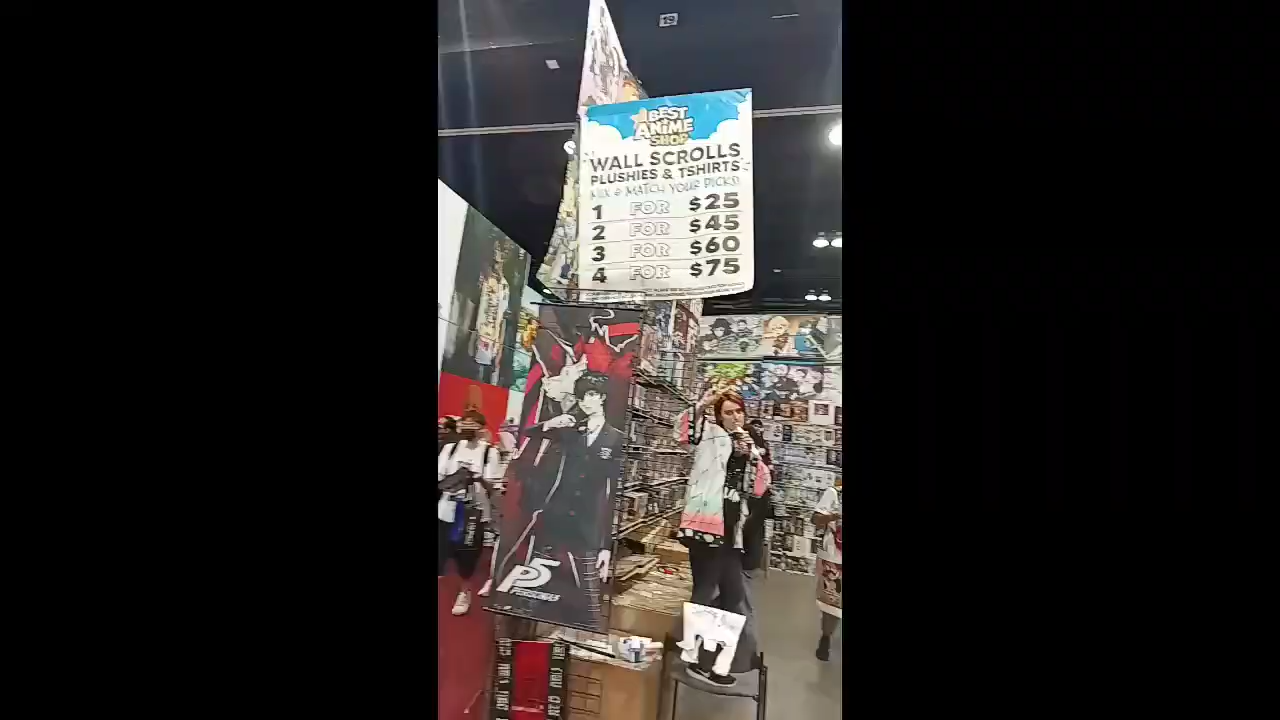 19
BEST
ANIME
SHOP
WALL SCROLLS
PLUSHIES & TSHIRTS
MIX & MATCH YOUR PICKS!
1 FOR $25
2 FOR $45
3 FOR $60
4 FOR $75
P5